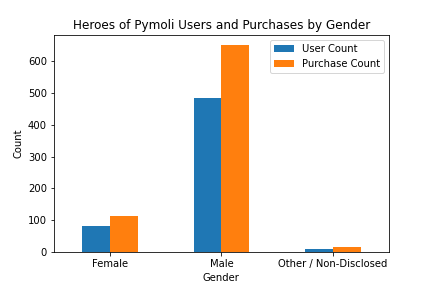 Heroes of Pymoli Users and Purchases by Gender
User Count
Purchase Count
600
500
400
300
200
100
0
Count
Female
Male
Other / Non-Disclosed
Gender